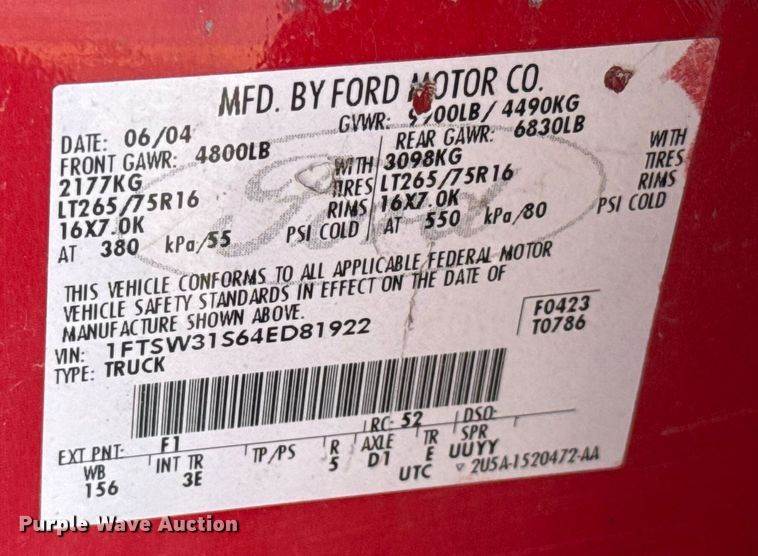 MFD. BY FORD MOTOR CO.
DATE: 06/04 GVWR: 9900LB/ 4490KG
FRONT GAWR: 4800LB REAR GAWR: 6830LB
2177KG WITH 3098KG WITH
LT265/75R16 TIRES LT265/75R16 TIRES
16X7.0K RIMS 16X7.0K RIMS
AT 380 kPa/55 PSI COLD AT 550 kPa/80 PSI COLD
Ford
THIS VEHICLE CONFORMS TO ALL APPLICABLE FEDERAL MOTOR
VEHICLE SAFETY STANDARDS IN EFFECT ON THE DATE OF
MANUFACTURE SHOWN ABOVE.
VIN: 1FTSW31S64ED81922
TYPE: TRUCK
F0423
T0786
EXT PNT: F1 RC: 52 DSO:
WB INT TR TP/PS R AXLE TR SPR
156 3E 5 D1 E UUYY
UTC 2U5A-1520472-AA
Purple Wave Auction